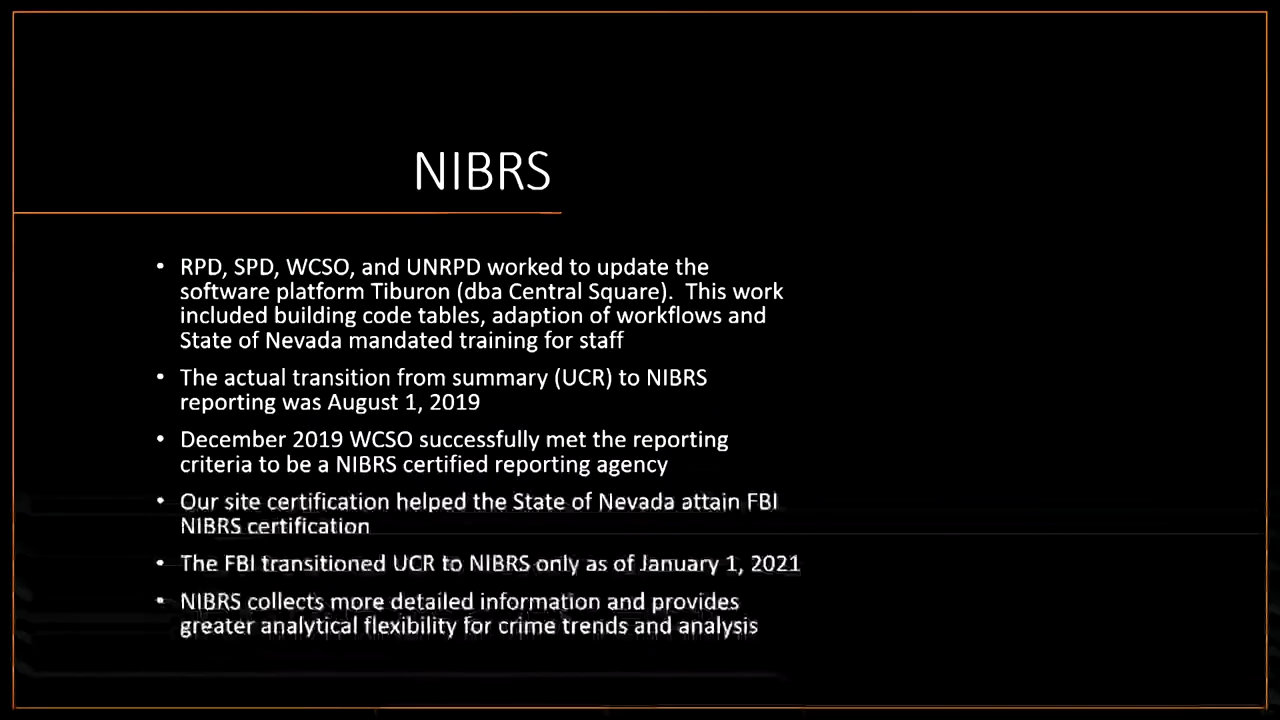 NIBRS
• RPD, SPD, WCSO, and UNRPD worked to update the
software platform Tiburon (dba Central Square).  This work
included building code tables, adaption of workflows and
State of Nevada mandated training for staff
• The actual transition from summary (UCR) to NIBRS
reporting was August 1, 2019
• December 2019 WCSO successfully met the reporting
criteria to be a NIBRS certified reporting agency
• Our site certification helped the State of Nevada attain FBI
NIBRS certification
• The FBI transitioned UCR to NIBRS only as of January 1, 2021
• NIBRS collects more detailed information and provides
greater analytical flexibility for crime trends and analysis